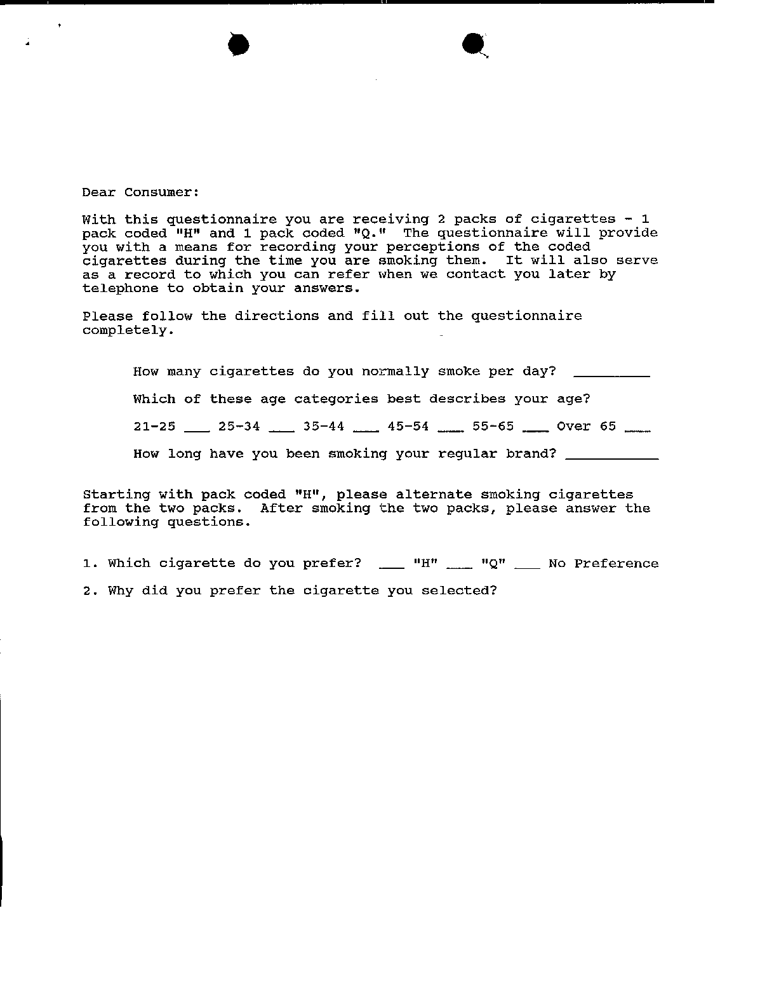 Dear Consumer:
With this questionnaire you are receiving 2 packs of cigarettes - 1
pack coded "H" and 1 pack coded "Q." The questionnaire will provide
you with a means for recording your perceptions of the coded
cigarettes during the time you are smoking them. It will also serve
as a record to which you can refer when we contact you later by
telephone to obtain your answers.
Please follow the directions and fill out the questionnaire
completely.
How many cigarettes do you normally smoke per day? _________
Which of these age categories best describes your age?
21-25 ___ 25-34 ___ 35-44 ___ 45-54 ___ 55-65 ___ Over 65 ___
How long have you been smoking your regular brand? ___________
Starting with pack coded "H", please alternate smoking cigarettes
from the two packs. After smoking the two packs, please answer the
following questions.
1. Which cigarette do you prefer? ___ "H" ___ "Q" ___ No Preference
2. Why did you prefer the cigarette you selected?